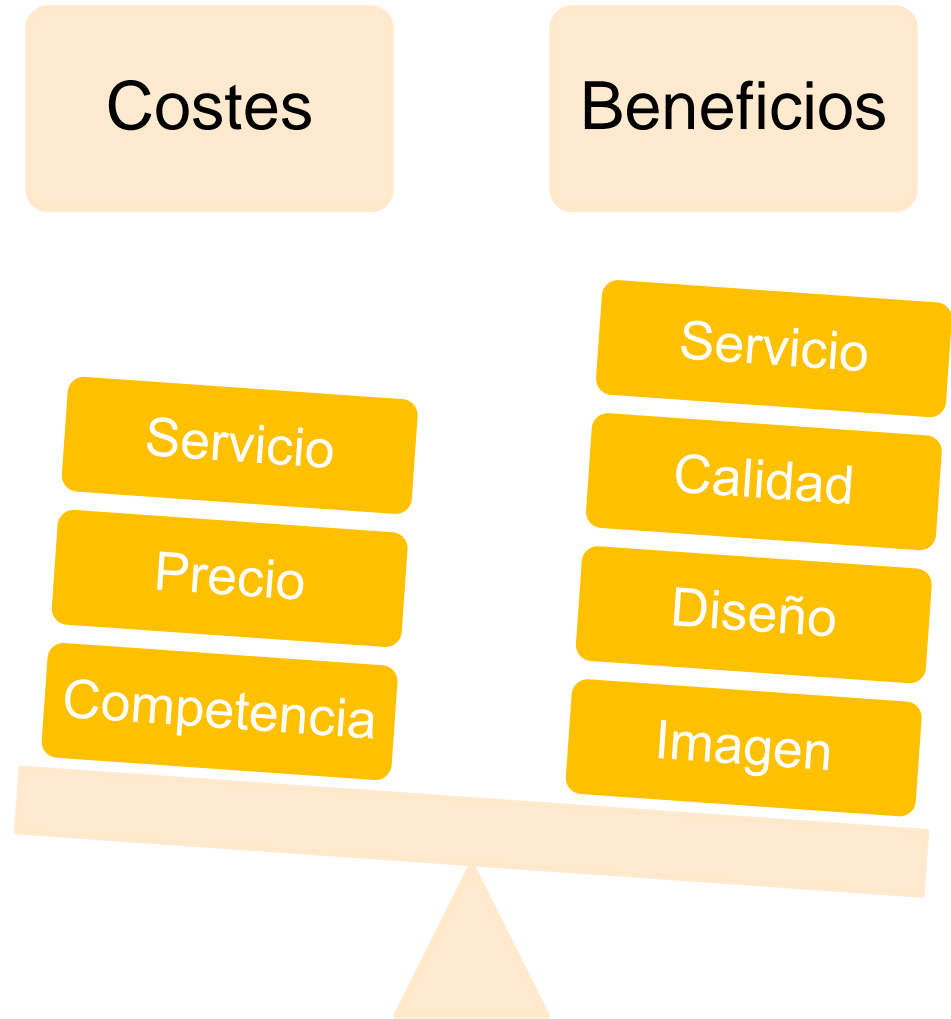 Costes
Beneficios
Servicio
Precio
Competencia
Servicio
Calidad
Diseño
Imagen